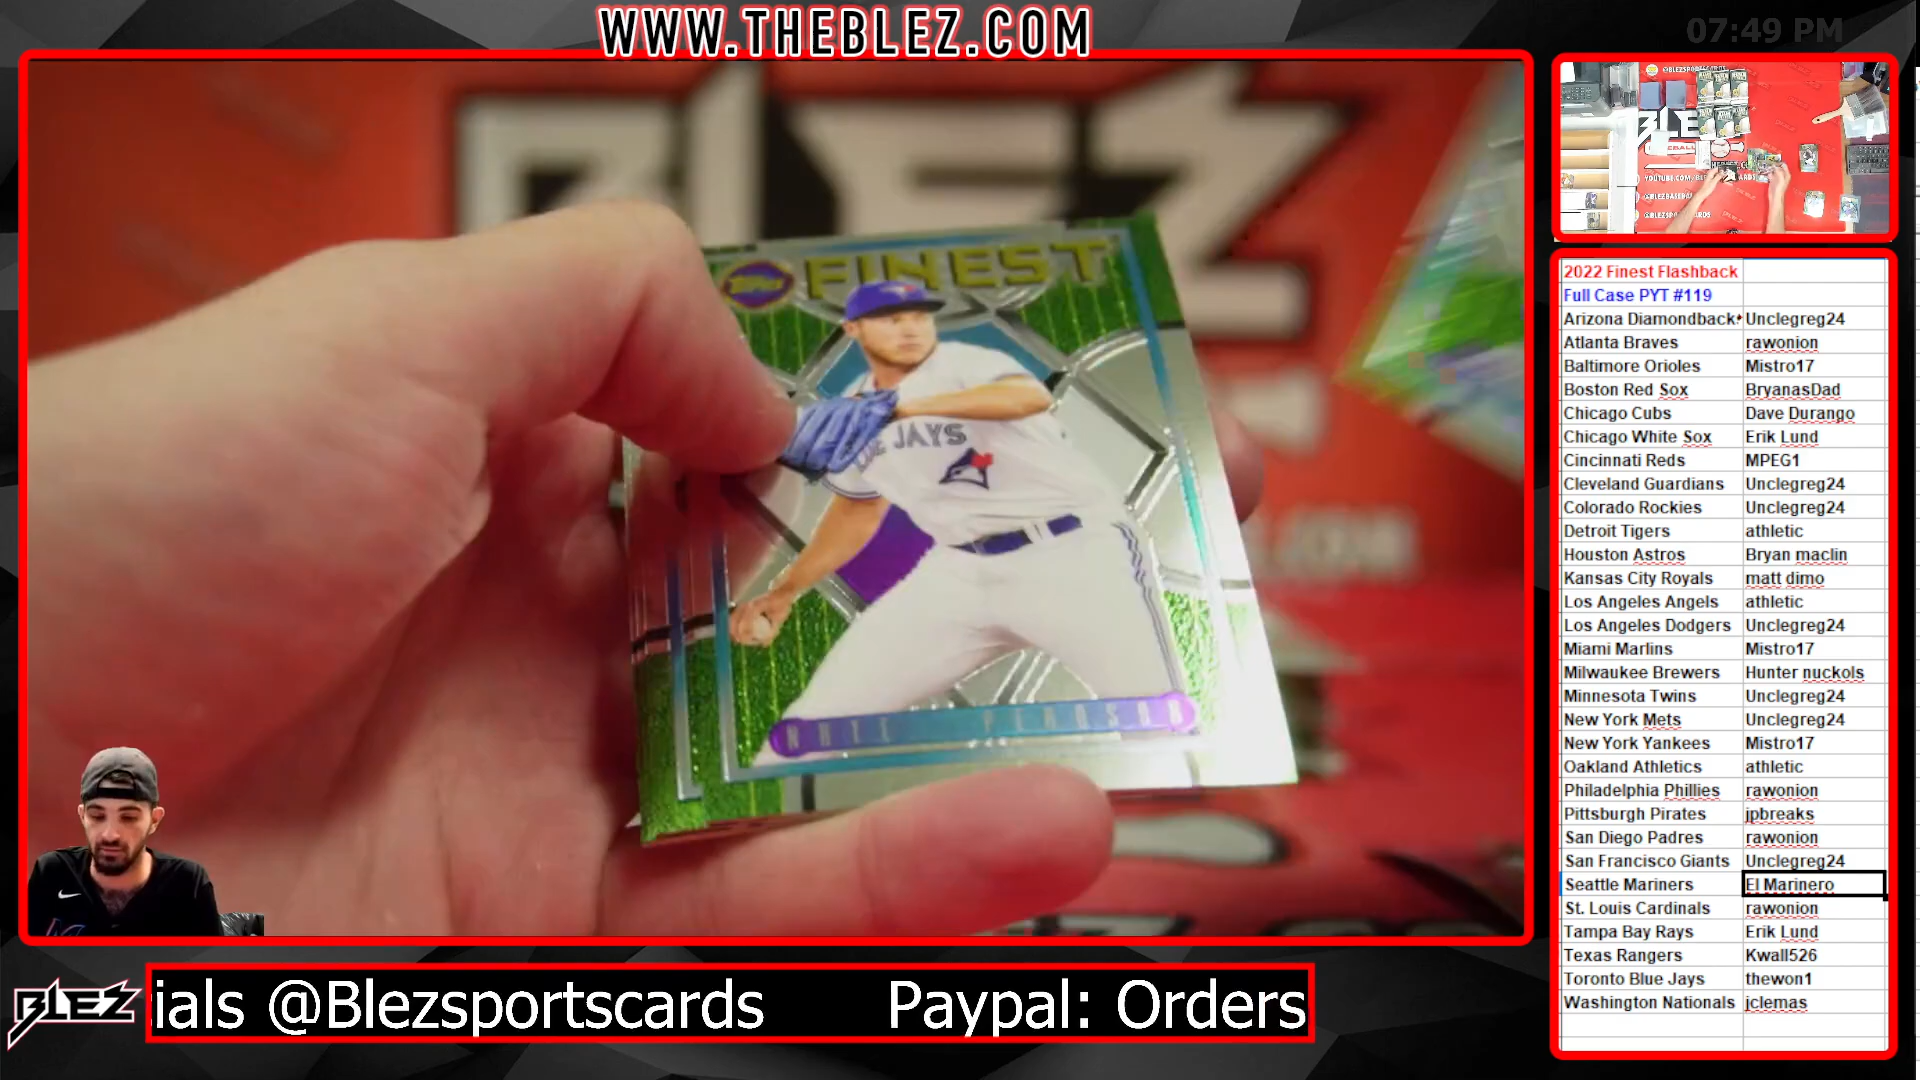 WWW.THEBLEZ.COM
07:49 PM
BLEZ
Topps FINEST
BLUE JAYS
NATE PEARSON
2022 Finest Flashback
Full Case PYT #119
Arizona Diamondback Unclegreg24
Atlanta Braves rawonion
Baltimore Orioles Mistro17
Boston Red Sox BryanasDad
Chicago Cubs Dave Durango
Chicago White Sox Erik Lund
Cincinnati Reds MPEG1
Cleveland Guardians Unclegreg24
Colorado Rockies Unclegreg24
Detroit Tigers athletic
Houston Astros Bryan maclin
Kansas City Royals matt dimo
Los Angeles Angels athletic
Los Angeles Dodgers Unclegreg24
Miami Marlins Mistro17
Milwaukee Brewers Hunter nuckols
Minnesota Twins Unclegreg24
New York Mets Unclegreg24
New York Yankees Mistro17
Oakland Athletics athletic
Philadelphia Phillies rawonion
Pittsburgh Pirates jpbreaks
San Diego Padres rawonion
San Francisco Giants Unclegreg24
Seattle Mariners El Marinero
St. Louis Cardinals rawonion
Tampa Bay Rays Erik Lund
Texas Rangers Kwall526
Toronto Blue Jays thewon1
Washington Nationals jclemas
BLEZ
ials @Blezsportscards Paypal: Orders